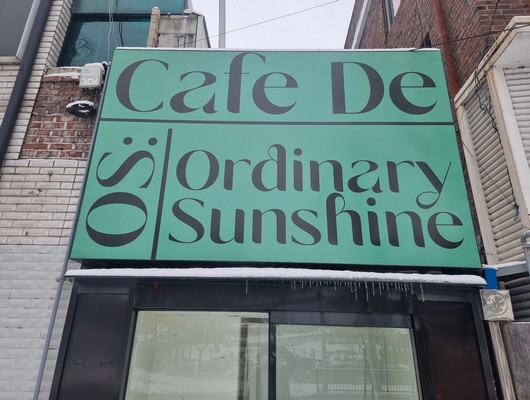 Cafe De
OS:
Ordinary
Sunshine